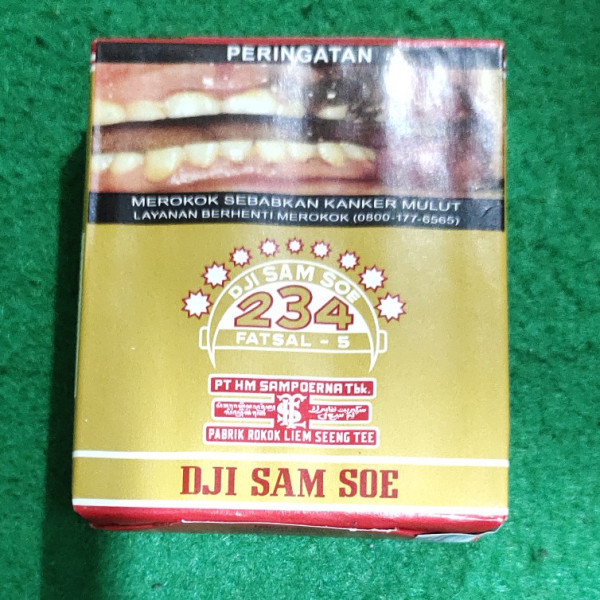 PERINGATAN
MEROKOK SEBABKAN KANKER MULUT
LAYANAN BERHENTI MEROKOK (0800-177-6565)
DJI SAM SOE
234
FATSAL - 5
PT HM SAMPOERNA Tbk.
PABRIK ROKOK LIEM SEENG TEE
DJI SAM SOE